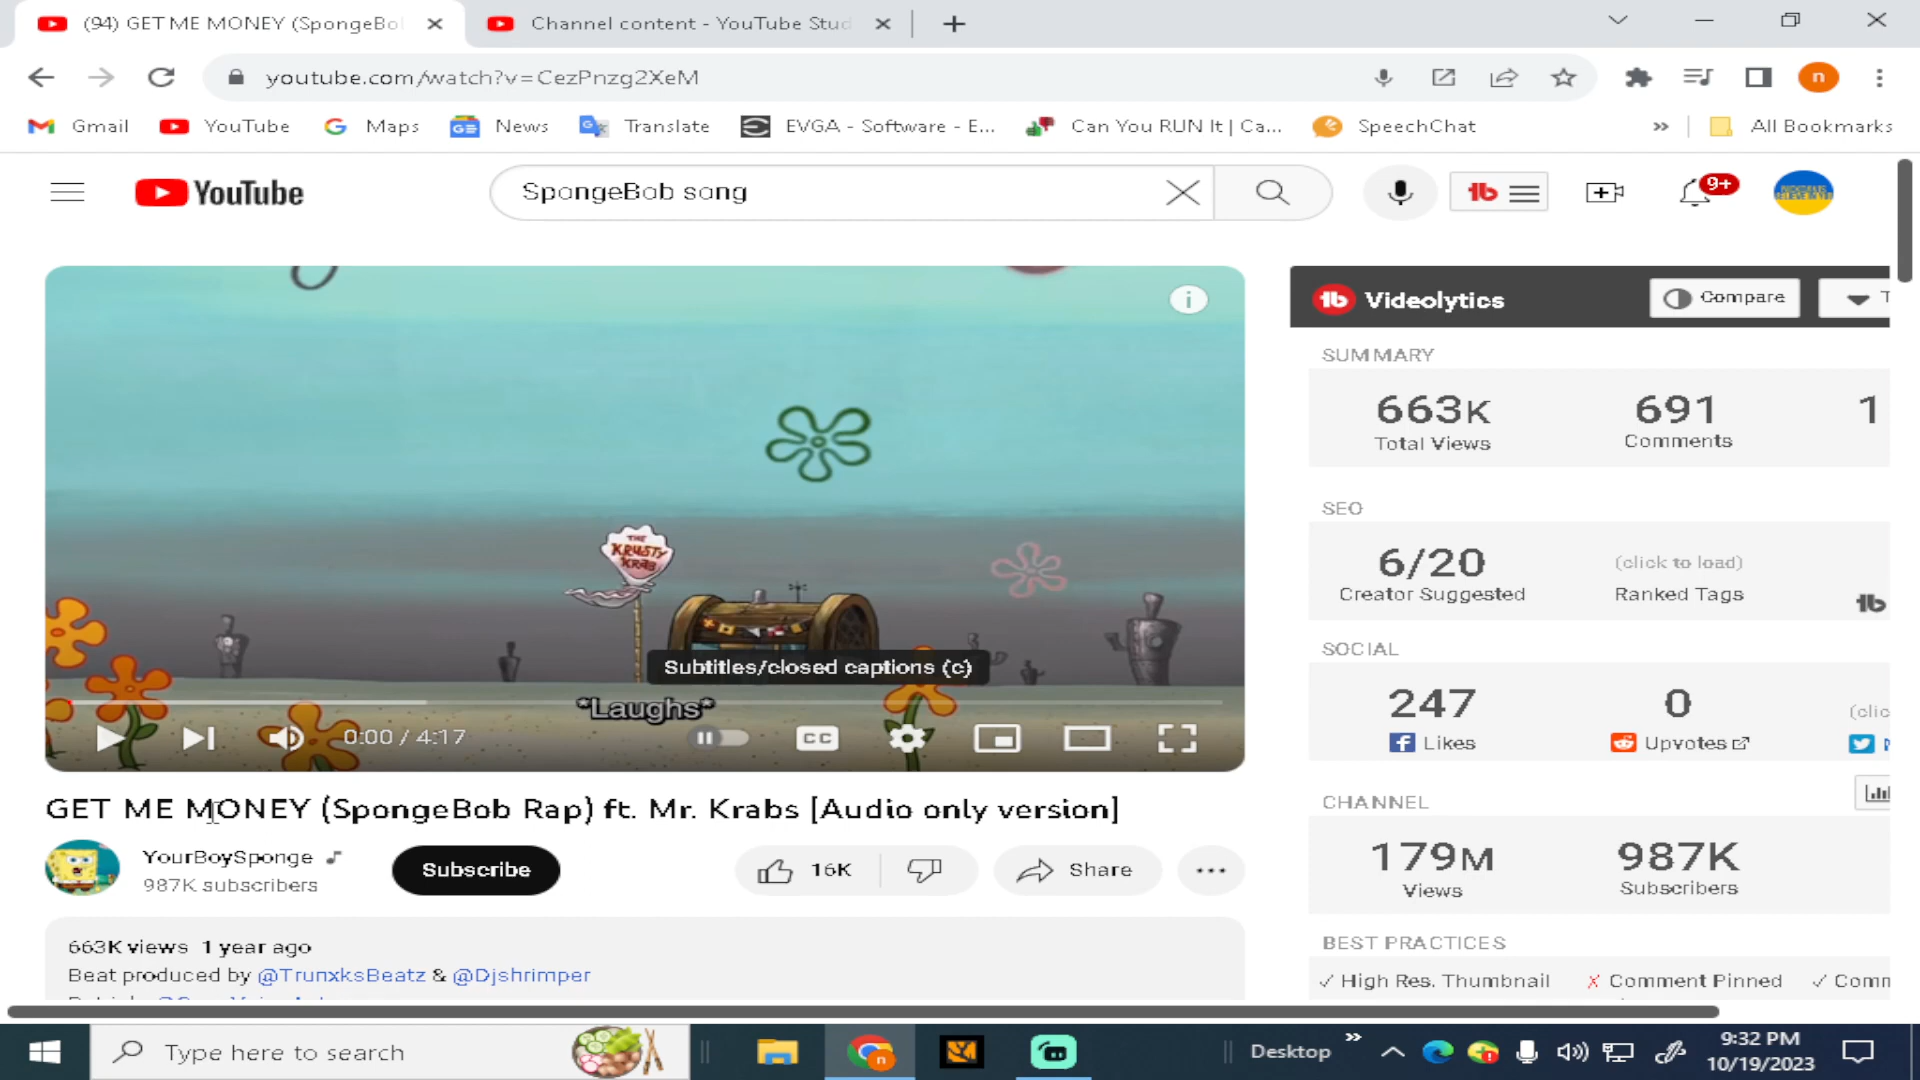 (94) GET ME MONEY (SpongeBo
Channel content - YouTube Stud
youtube.com/watch?v=CezPnzg2XeM
n
Gmail
YouTube
Maps
News
Translate
EVGA - Software - E...
Can You RUN It | Ca...
SpeechChat
»
All Bookmarks
YouTube
SpongeBob song
9+
THE
KRUSTY
KRAB
Subtitles/closed captions (c)
*Laughs*
0:00 / 4:17
CC
GET ME MONEY (SpongeBob Rap) ft. Mr. Krabs [Audio only version]
YourBoySponge
987K subscribers
Subscribe
16K
Share
663K views 1 year ago
Beat produced by @TrunxksBeatz & @Djshrimper
Videolytics
Compare
T
SUMMARY
663K
Total Views
691
Comments
1
SEO
6/20
Creator Suggested
(click to load)
Ranked Tags
SOCIAL
247
Likes
0
Upvotes
(clic
CHANNEL
179M
Views
987K
Subscribers
BEST PRACTICES
✓ High Res. Thumbnail
✗ Comment Pinned
✓ Comm
Type here to search
Desktop
9:32 PM
10/19/2023